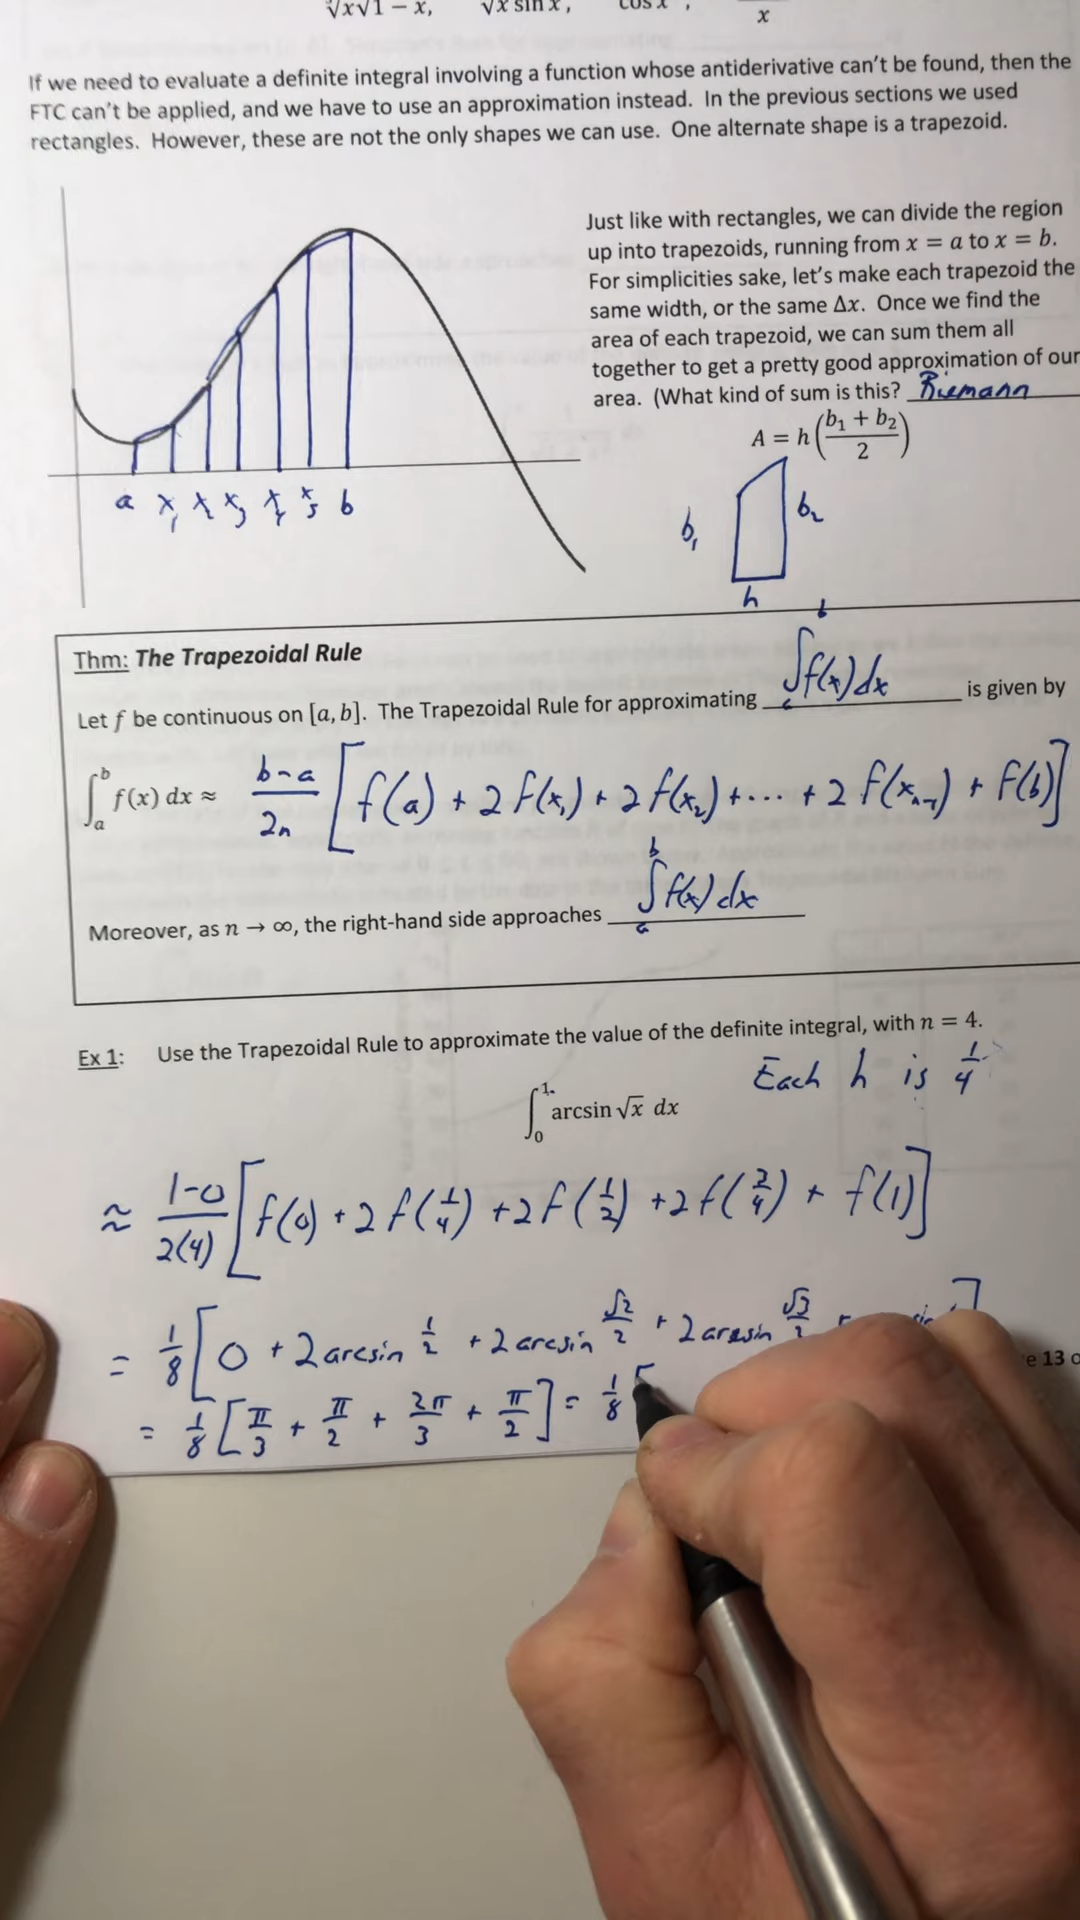 √x√1 − x, √x sin x, cos x , x
If we need to evaluate a definite integral involving a function whose antiderivative can't be found, then the
FTC can't be applied, and we have to use an approximation instead. In the previous sections we used
rectangles. However, these are not the only shapes we can use. One alternate shape is a trapezoid.
Just like with rectangles, we can divide the region
up into trapezoids, running from x = a to x = b.
For simplicities sake, let's make each trapezoid the
same width, or the same Δx. Once we find the
area of each trapezoid, we can sum them all
together to get a pretty good approximation of our
area. (What kind of sum is this? Riemann
A = h((b₁ + b₂)/2)
a x₁ x₂ x₃ x₄ x₅ b
b₁ b₂
h
Thm: The Trapezoidal Rule
Let f be continuous on [a, b]. The Trapezoidal Rule for approximating ∫ₐᵇ f(x) dx is given by
∫ₐᵇ f(x) dx ≈ (b-a)/2n [f(a) + 2f(x₁) + 2f(x₂) + ... + 2f(xₙ₋₁) + f(b)]
Moreover, as n → ∞, the right-hand side approaches ∫ₐᵇ f(x) dx
Ex 1: Use the Trapezoidal Rule to approximate the value of the definite integral, with n = 4.
∫₀¹ arcsin √x dx Each h is 1/4
≈ (1-0)/2(4) [f(0) + 2f(1/4) + 2f(1/2) + 2f(3/4) + f(1)]
= 1/8 [0 + 2 arcsin 1/2 + 2 arcsin √2/2 + 2 arcsin √3/2 + ]
e 13 o
= 1/8 [π/3 + π/2 + 2π/3 + π/2] = 1/8 [